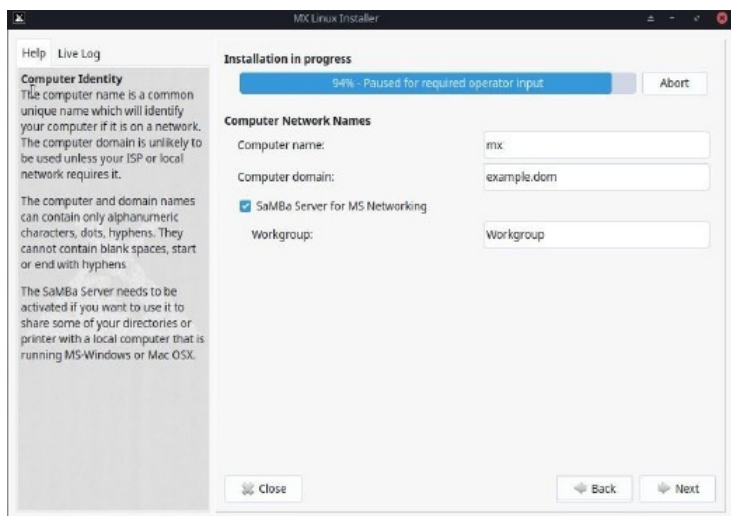 MX Linux Installer
Help Live Log
Computer Identity
The computer name is a common
unique name which will identify
your computer if it is on a network.
The computer domain is unlikely to
be used unless your ISP or local
network requires it.
The computer and domain names
can contain only alphanumeric
characters, dots, hyphens. They
cannot contain blank spaces, start
or end with hyphens
The SaMBa Server needs to be
activated if you want to use it to
share some of your directories or
printer with a local computer that is
running MS-Windows or Mac OSX.
Installation in progress
94% - Paused for required operator input Abort
Computer Network Names
Computer name: mx
Computer domain: example.dom
SaMBa Server for MS Networking
Workgroup: Workgroup
Close Back Next